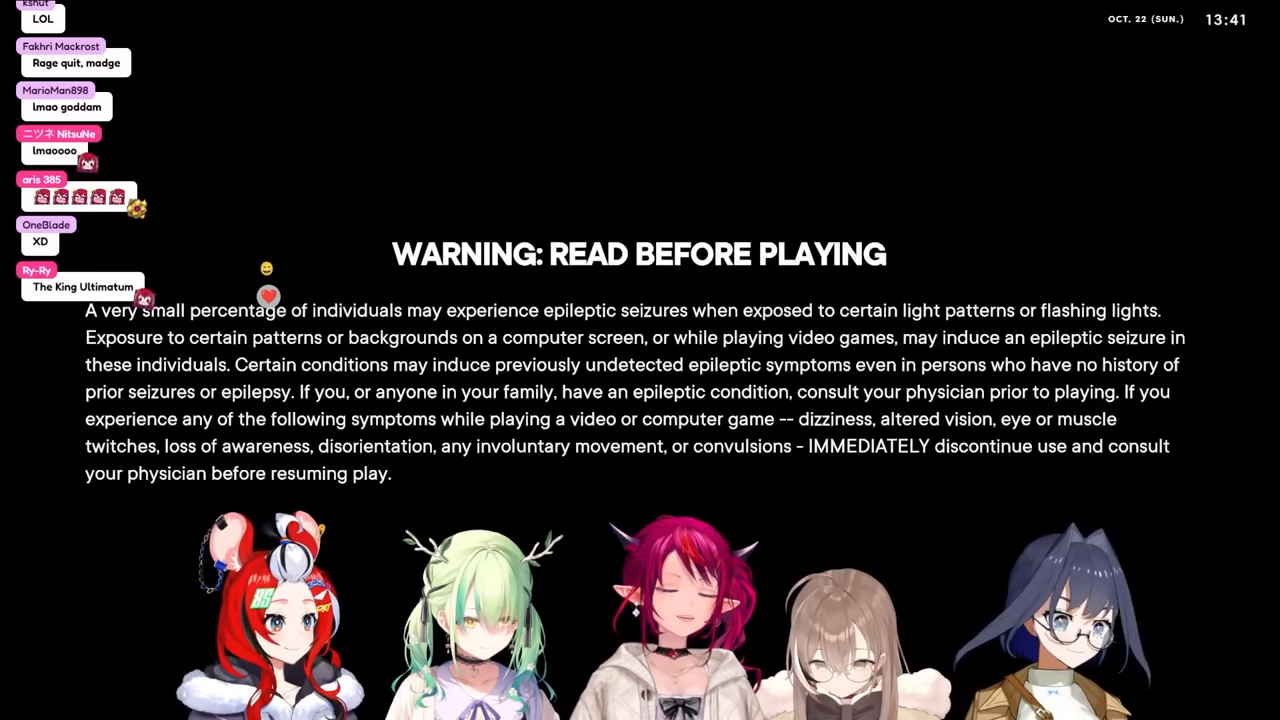 kshut
LOL
Fakhri Mackrost
Rage quit, madge
MarioMan898
lmao goddam
ニツネ NitsuNe
lmaoooo
aris 385
OneBlade
XD
Ry-Ry
The King Ultimatum
OCT. 22 (SUN.) 13:41
WARNING: READ BEFORE PLAYING
A very small percentage of individuals may experience epileptic seizures when exposed to certain light patterns or flashing lights.
Exposure to certain patterns or backgrounds on a computer screen, or while playing video games, may induce an epileptic seizure in
these individuals. Certain conditions may induce previously undetected epileptic symptoms even in persons who have no history of
prior seizures or epilepsy. If you, or anyone in your family, have an epileptic condition, consult your physician prior to playing. If you
experience any of the following symptoms while playing a video or computer game -- dizziness, altered vision, eye or muscle
twitches, loss of awareness, disorientation, any involuntary movement, or convulsions - IMMEDIATELY discontinue use and consult
your physician before resuming play.